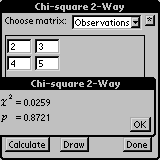 Chi-square 2-Way
Choose matrix: Observations
2 3
4 5
Chi-square 2-Way
χ² = 0.0259
p = 0.8721
OK
Calculate Draw Done